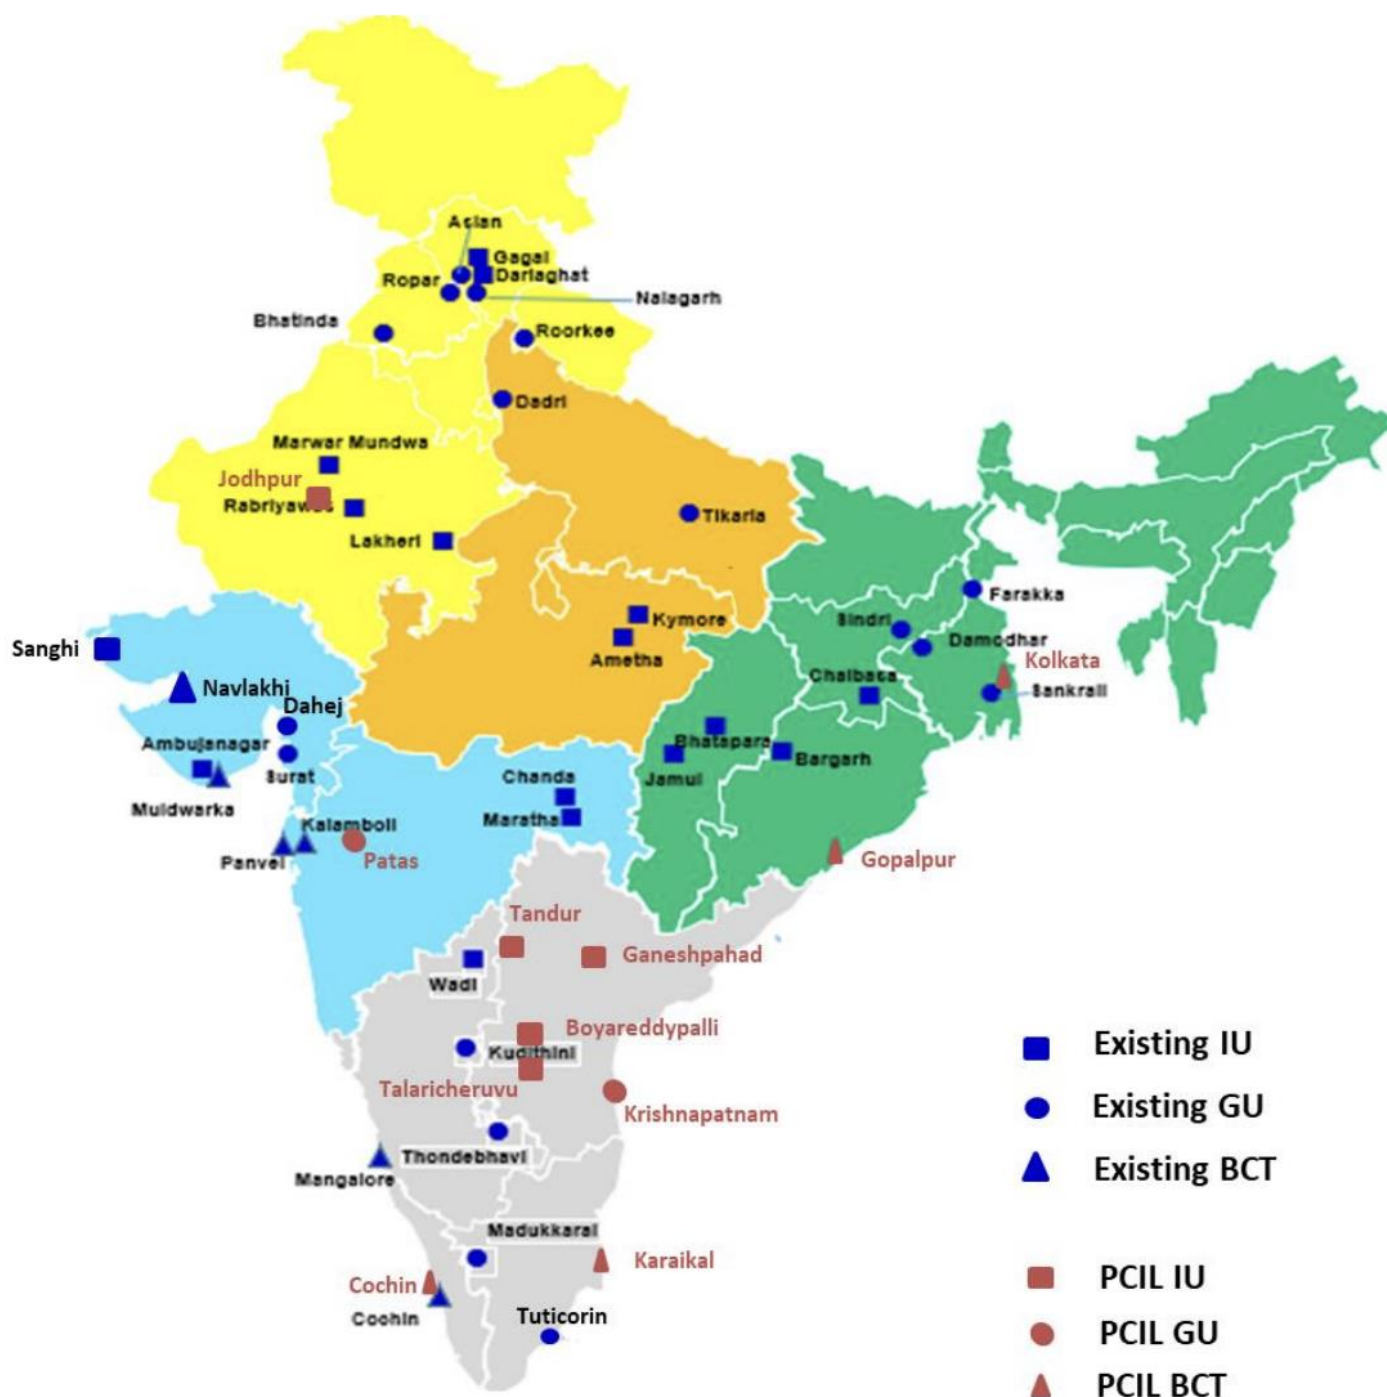 Aslan
Gagal
Ropar
Darlaghat
Nalagarh
Bhatinda
Roorkee
Dadri
Marwar Mundwa
Jodhpur
Tikaria
Lakheri
Farakka
Kymore
Sindri
Damodhar
Sanghi
Ametha
Kolkata
Chaibasa
Navlakhi
Sankrail
Dahej
Ambujanagar
Bhatapara
Surat
Chanda
Jamul
Bargarh
Muldwarka
Maratha
Kalamboli
Panvel
Patas
Gopalpur
Tandur
Ganeshpahad
Wadi
Boyareddypalli
Kudithini
Talaricheruvu
Krishnapatnam
Thondebhavi
Mangalore
Madukkarai
Karaikal
Cochin
Cochin
Tuticorin
Existing IU
Existing GU
Existing BCT
PCIL IU
PCIL GU
PCIL BCT